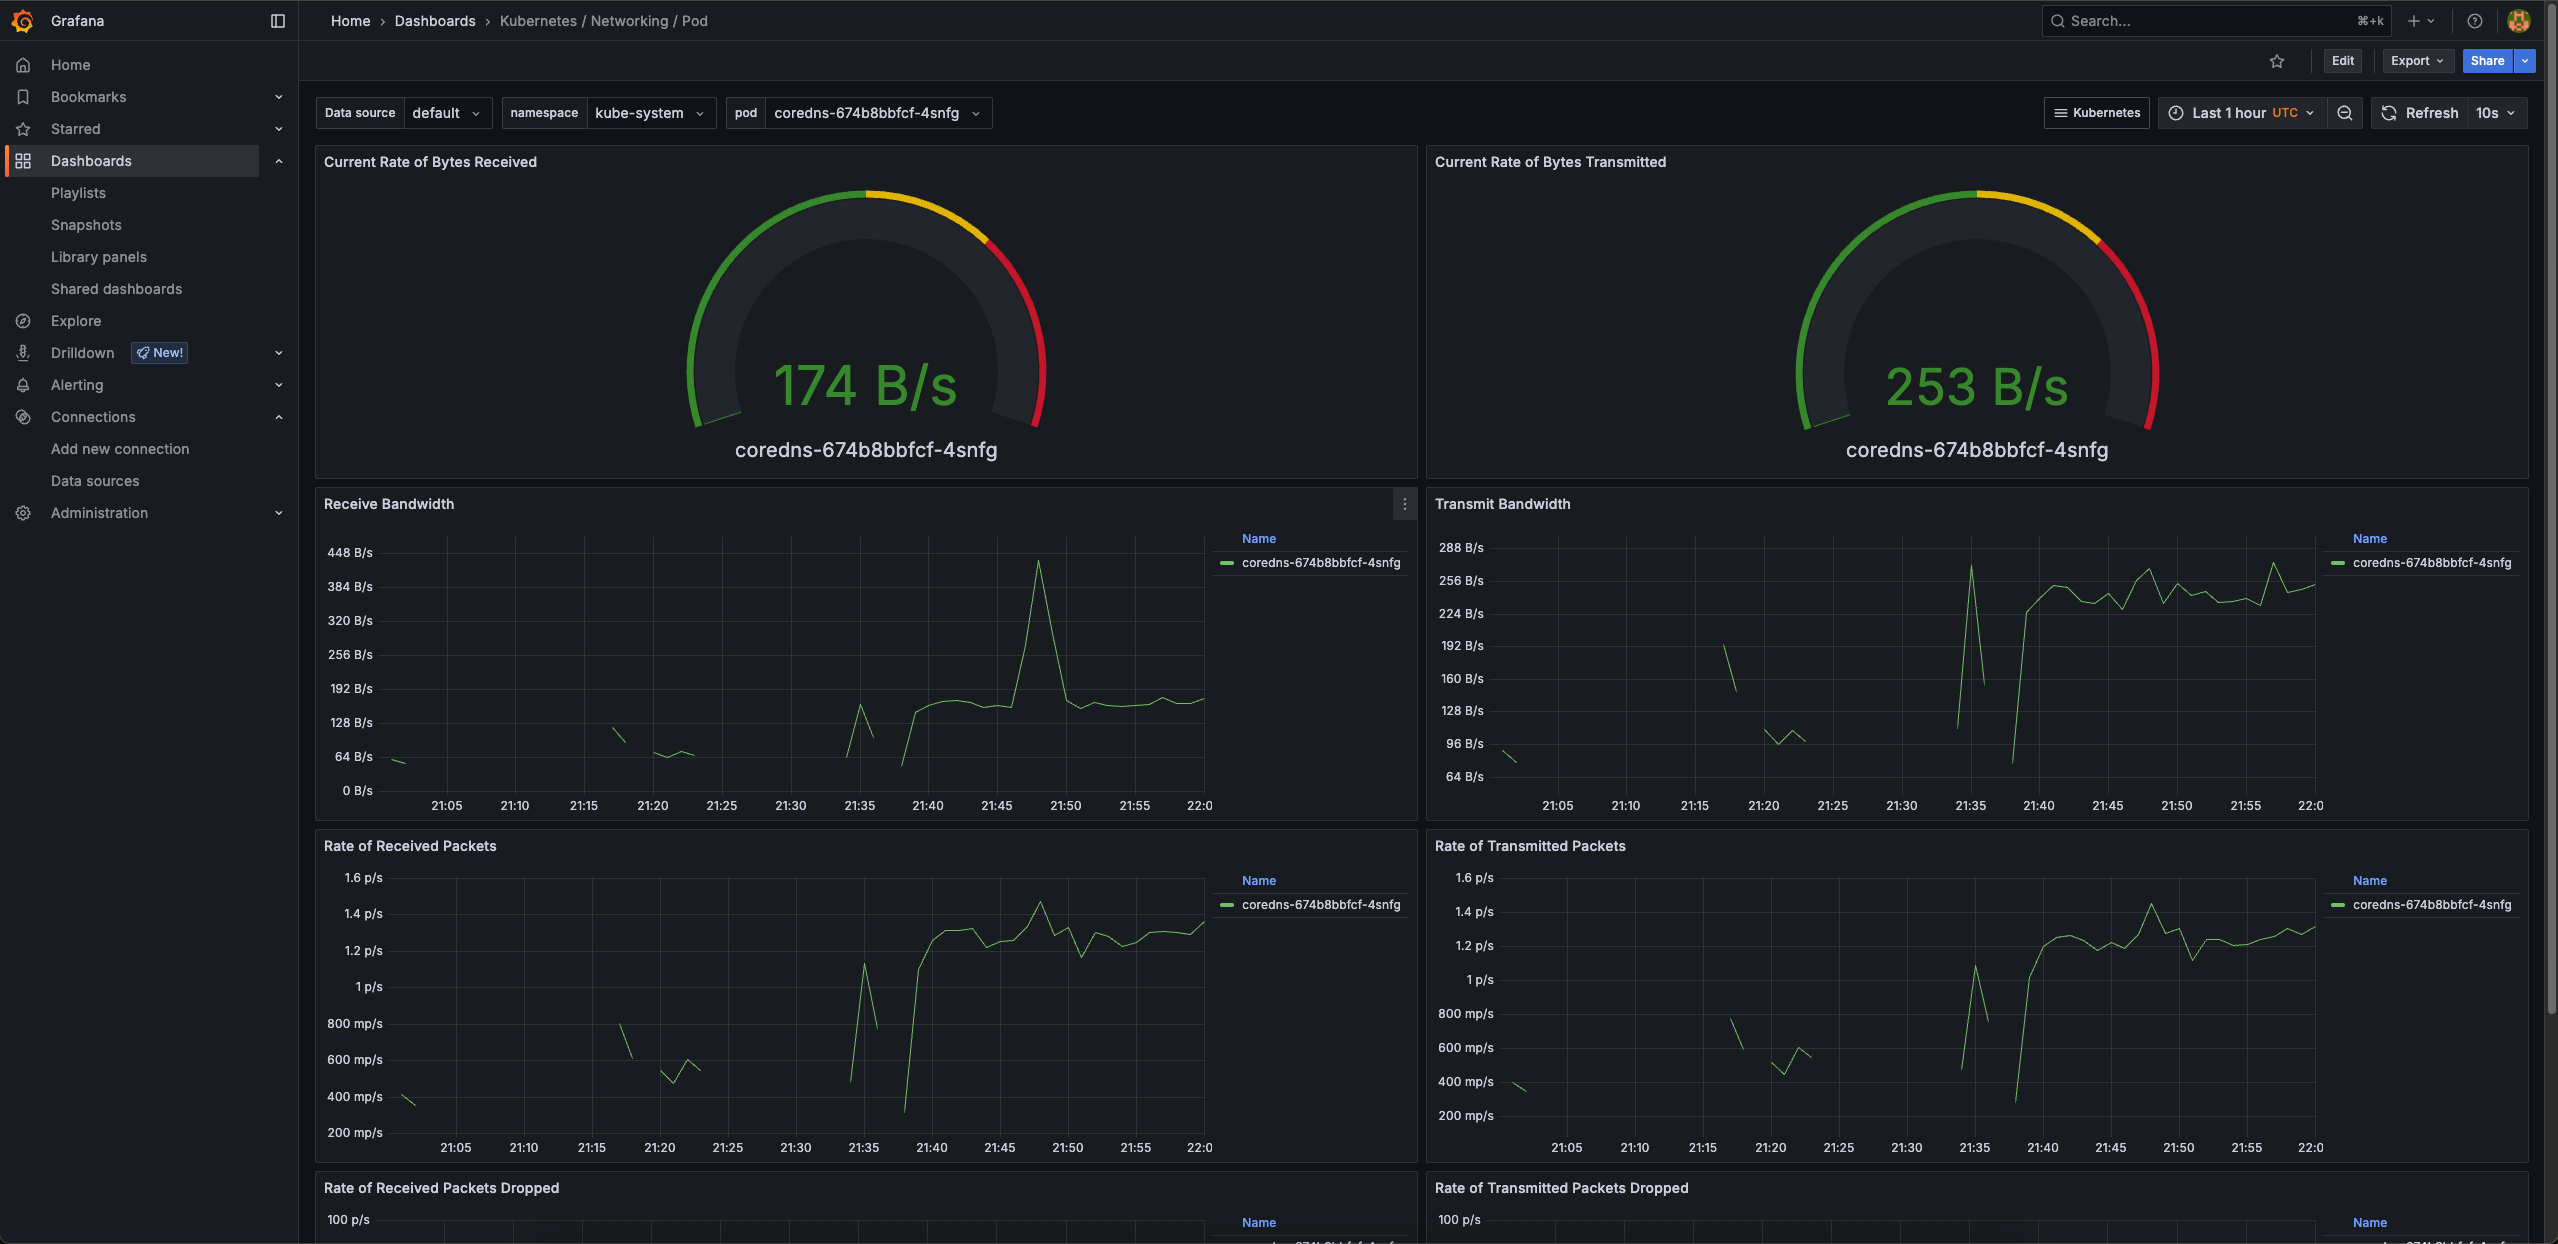 Grafana
Home › Dashboards › Kubernetes / Networking / Pod
Search... ⌘+k
Home
Bookmarks
Starred
Dashboards
Playlists
Snapshots
Library panels
Shared dashboards
Explore
Drilldown New!
Alerting
Connections
Add new connection
Data sources
Administration
Edit Export Share
Data source default namespace kube-system pod coredns-674b8bbfcf-4snfg
Kubernetes Last 1 hour UTC Refresh 10s
Current Rate of Bytes Received
174 B/s
coredns-674b8bbfcf-4snfg
Current Rate of Bytes Transmitted
253 B/s
coredns-674b8bbfcf-4snfg
Receive Bandwidth
448 B/s
384 B/s
320 B/s
256 B/s
192 B/s
128 B/s
64 B/s
0 B/s
21:05 21:10 21:15 21:20 21:25 21:30 21:35 21:40 21:45 21:50 21:55 22:0
Name
coredns-674b8bbfcf-4snfg
Transmit Bandwidth
288 B/s
256 B/s
224 B/s
192 B/s
160 B/s
128 B/s
96 B/s
64 B/s
21:05 21:10 21:15 21:20 21:25 21:30 21:35 21:40 21:45 21:50 21:55 22:0
Name
coredns-674b8bbfcf-4snfg
Rate of Received Packets
1.6 p/s
1.4 p/s
1.2 p/s
1 p/s
800 mp/s
600 mp/s
400 mp/s
200 mp/s
21:05 21:10 21:15 21:20 21:25 21:30 21:35 21:40 21:45 21:50 21:55 22:0
Name
coredns-674b8bbfcf-4snfg
Rate of Transmitted Packets
1.6 p/s
1.4 p/s
1.2 p/s
1 p/s
800 mp/s
600 mp/s
400 mp/s
200 mp/s
21:05 21:10 21:15 21:20 21:25 21:30 21:35 21:40 21:45 21:50 21:55 22:0
Name
coredns-674b8bbfcf-4snfg
Rate of Received Packets Dropped
100 p/s
Name
Rate of Transmitted Packets Dropped
100 p/s
Name